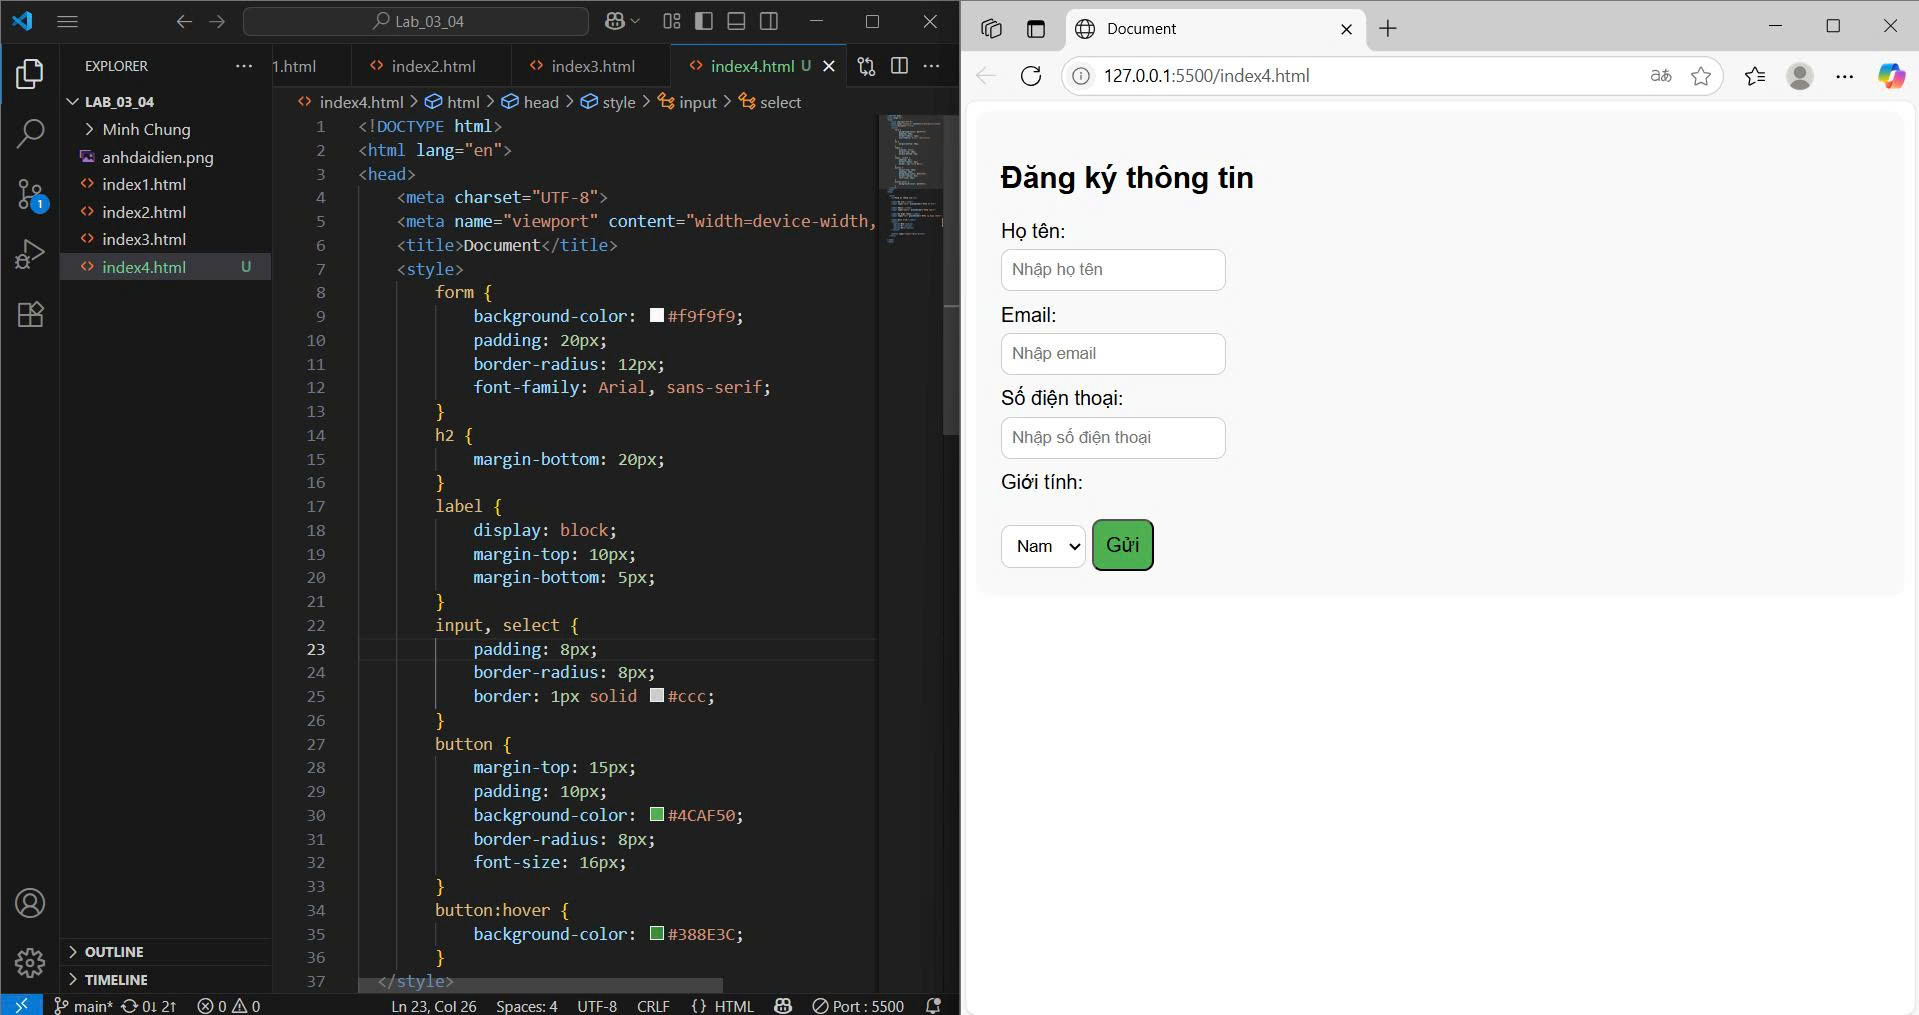 Lab_03_04
EXPLORER
1.html
index2.html
index3.html
index4.html U
LAB_03_04
Minh Chung
anhdaidien.png
index1.html
index2.html
index3.html
index4.html U
1
index4.html > html > head > style > input > select
1 <!DOCTYPE html>
2 <html lang="en">
3 <head>
4 <meta charset="UTF-8">
5 <meta name="viewport" content="width=device-width,
6 <title>Document</title>
7 <style>
8 form {
9 background-color: #f9f9f9;
10 padding: 20px;
11 border-radius: 12px;
12 font-family: Arial, sans-serif;
13 }
14 h2 {
15 margin-bottom: 20px;
16 }
17 label {
18 display: block;
19 margin-top: 10px;
20 margin-bottom: 5px;
21 }
22 input, select {
23 padding: 8px;
24 border-radius: 8px;
25 border: 1px solid #ccc;
26 }
27 button {
28 margin-top: 15px;
29 padding: 10px;
30 background-color: #4CAF50;
31 border-radius: 8px;
32 font-size: 16px;
33 }
34 button:hover {
35 background-color: #388E3C;
36 }
37 </style>
OUTLINE
TIMELINE
main* 0↓ 2↑ 0 0 Ln 23, Col 26 Spaces: 4 UTF-8 CRLF {} HTML Port : 5500
Document
127.0.0.1:5500/index4.html
Đăng ký thông tin
Họ tên:
Nhập họ tên
Email:
Nhập email
Số điện thoại:
Nhập số điện thoại
Giới tính:
Nam Gửi